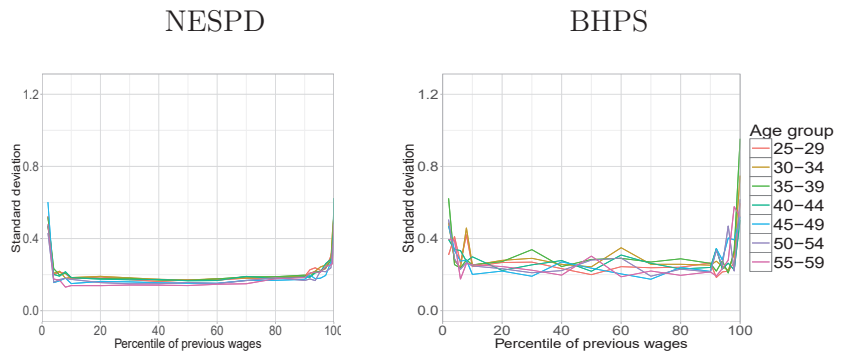 NESPD
BHPS
Standard deviation
1.2
0.8
0.4
0.0
0 20 40 60 80 100
Percentile of previous wages
Standard deviation
1.2
0.8
0.4
0.0
0 20 40 60 80 100
Percentile of previous wages
Age group
25−29
30−34
35−39
40−44
45−49
50−54
55−59